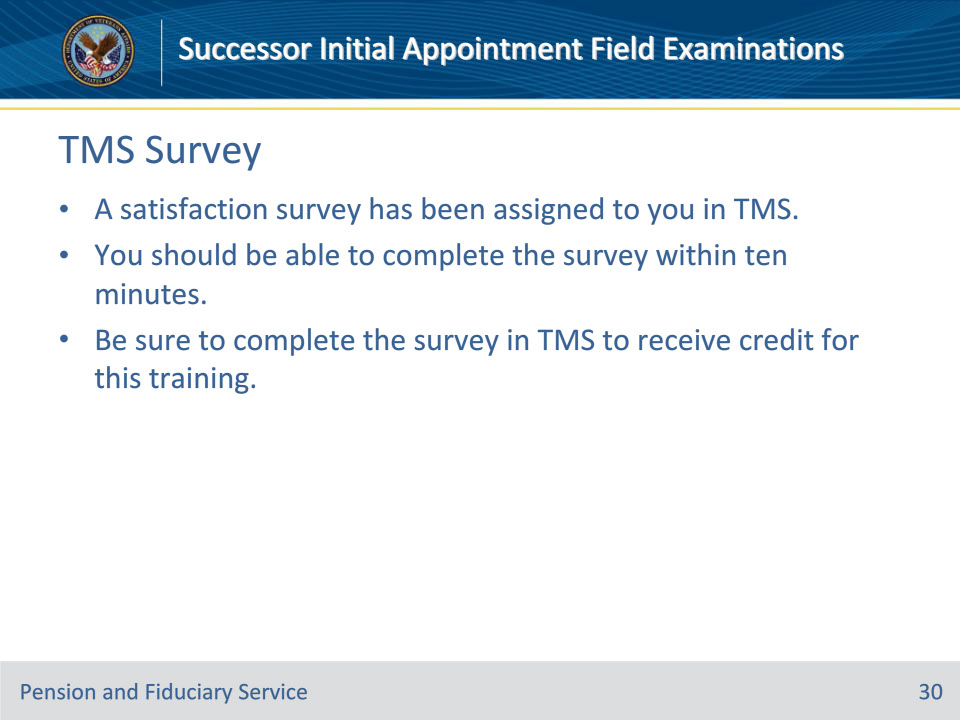 Successor Initial Appointment Field Examinations
TMS Survey
• A satisfaction survey has been assigned to you in TMS.
• You should be able to complete the survey within ten
minutes.
• Be sure to complete the survey in TMS to receive credit for
this training.
Pension and Fiduciary Service
30